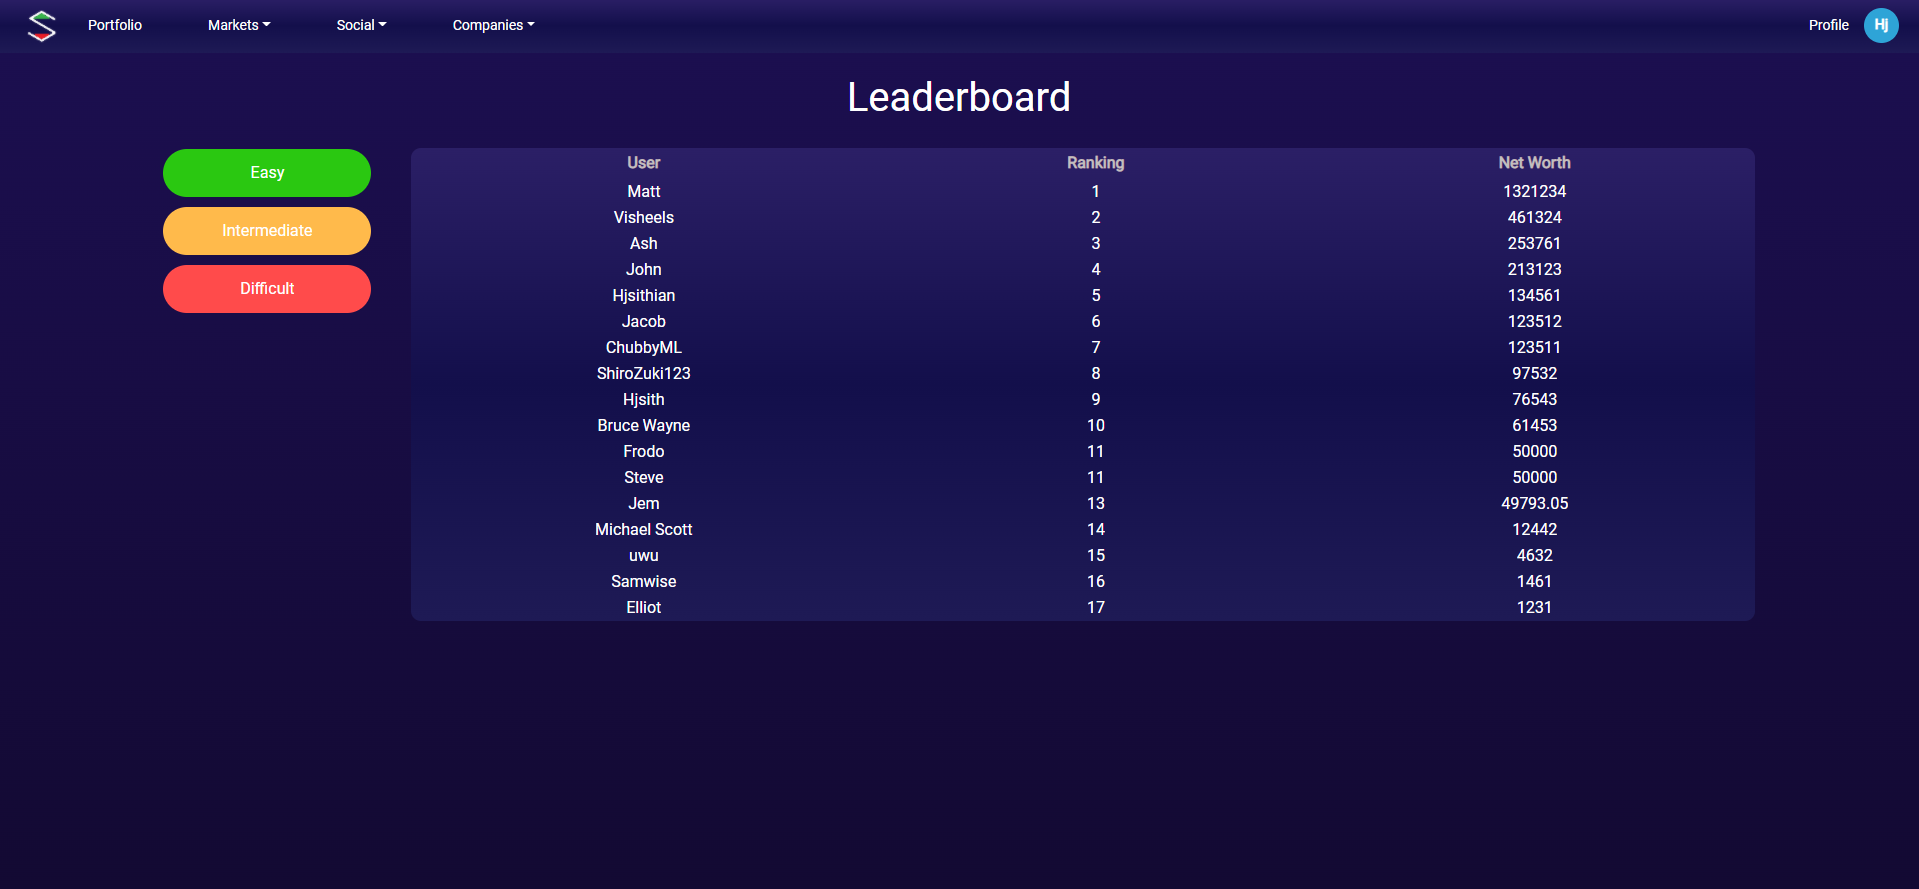 Portfolio Markets Social Companies Profile Hj
Leaderboard
Easy
Intermediate
Difficult
User Ranking Net Worth
Matt 1 1321234
Visheels 2 461324
Ash 3 253761
John 4 213123
Hjsithian 5 134561
Jacob 6 123512
ChubbyML 7 123511
ShiroZuki123 8 97532
Hjsith 9 76543
Bruce Wayne 10 61453
Frodo 11 50000
Steve 11 50000
Jem 13 49793.05
Michael Scott 14 12442
uwu 15 4632
Samwise 16 1461
Elliot 17 1231